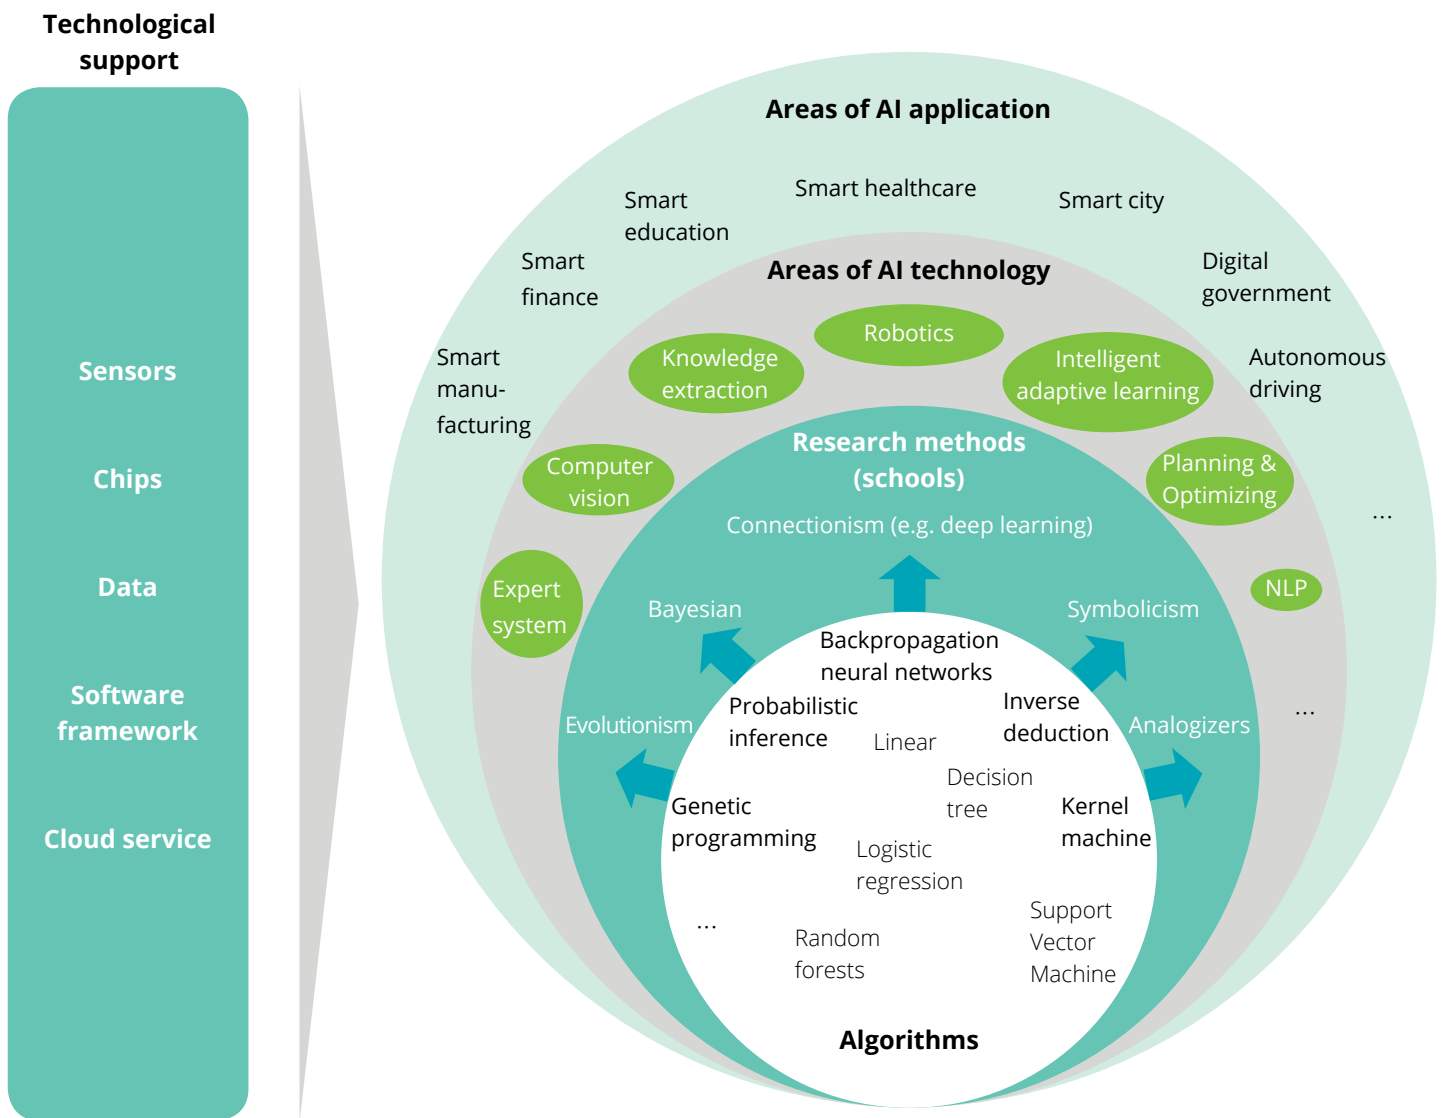 Technological
support
Sensors
Chips
Data
Software
framework
Cloud service
Areas of AI application
Smart
manu-
facturing
Smart
finance
Smart
education
Smart healthcare
Smart city
Digital
government
Autonomous
driving
...
Areas of AI technology
Expert
system
Computer
vision
Knowledge
extraction
Robotics
Intelligent
adaptive learning
Planning &
Optimizing
NLP
...
Research methods
(schools)
Connectionism (e.g. deep learning)
Bayesian
Symbolicism
Evolutionism
Analogizers
Backpropagation
neural networks
Probabilistic
inference
Inverse
deduction
Linear
Decision
tree
Genetic
programming
Kernel
machine
Logistic
regression
...
Random
forests
Support
Vector
Machine
Algorithms